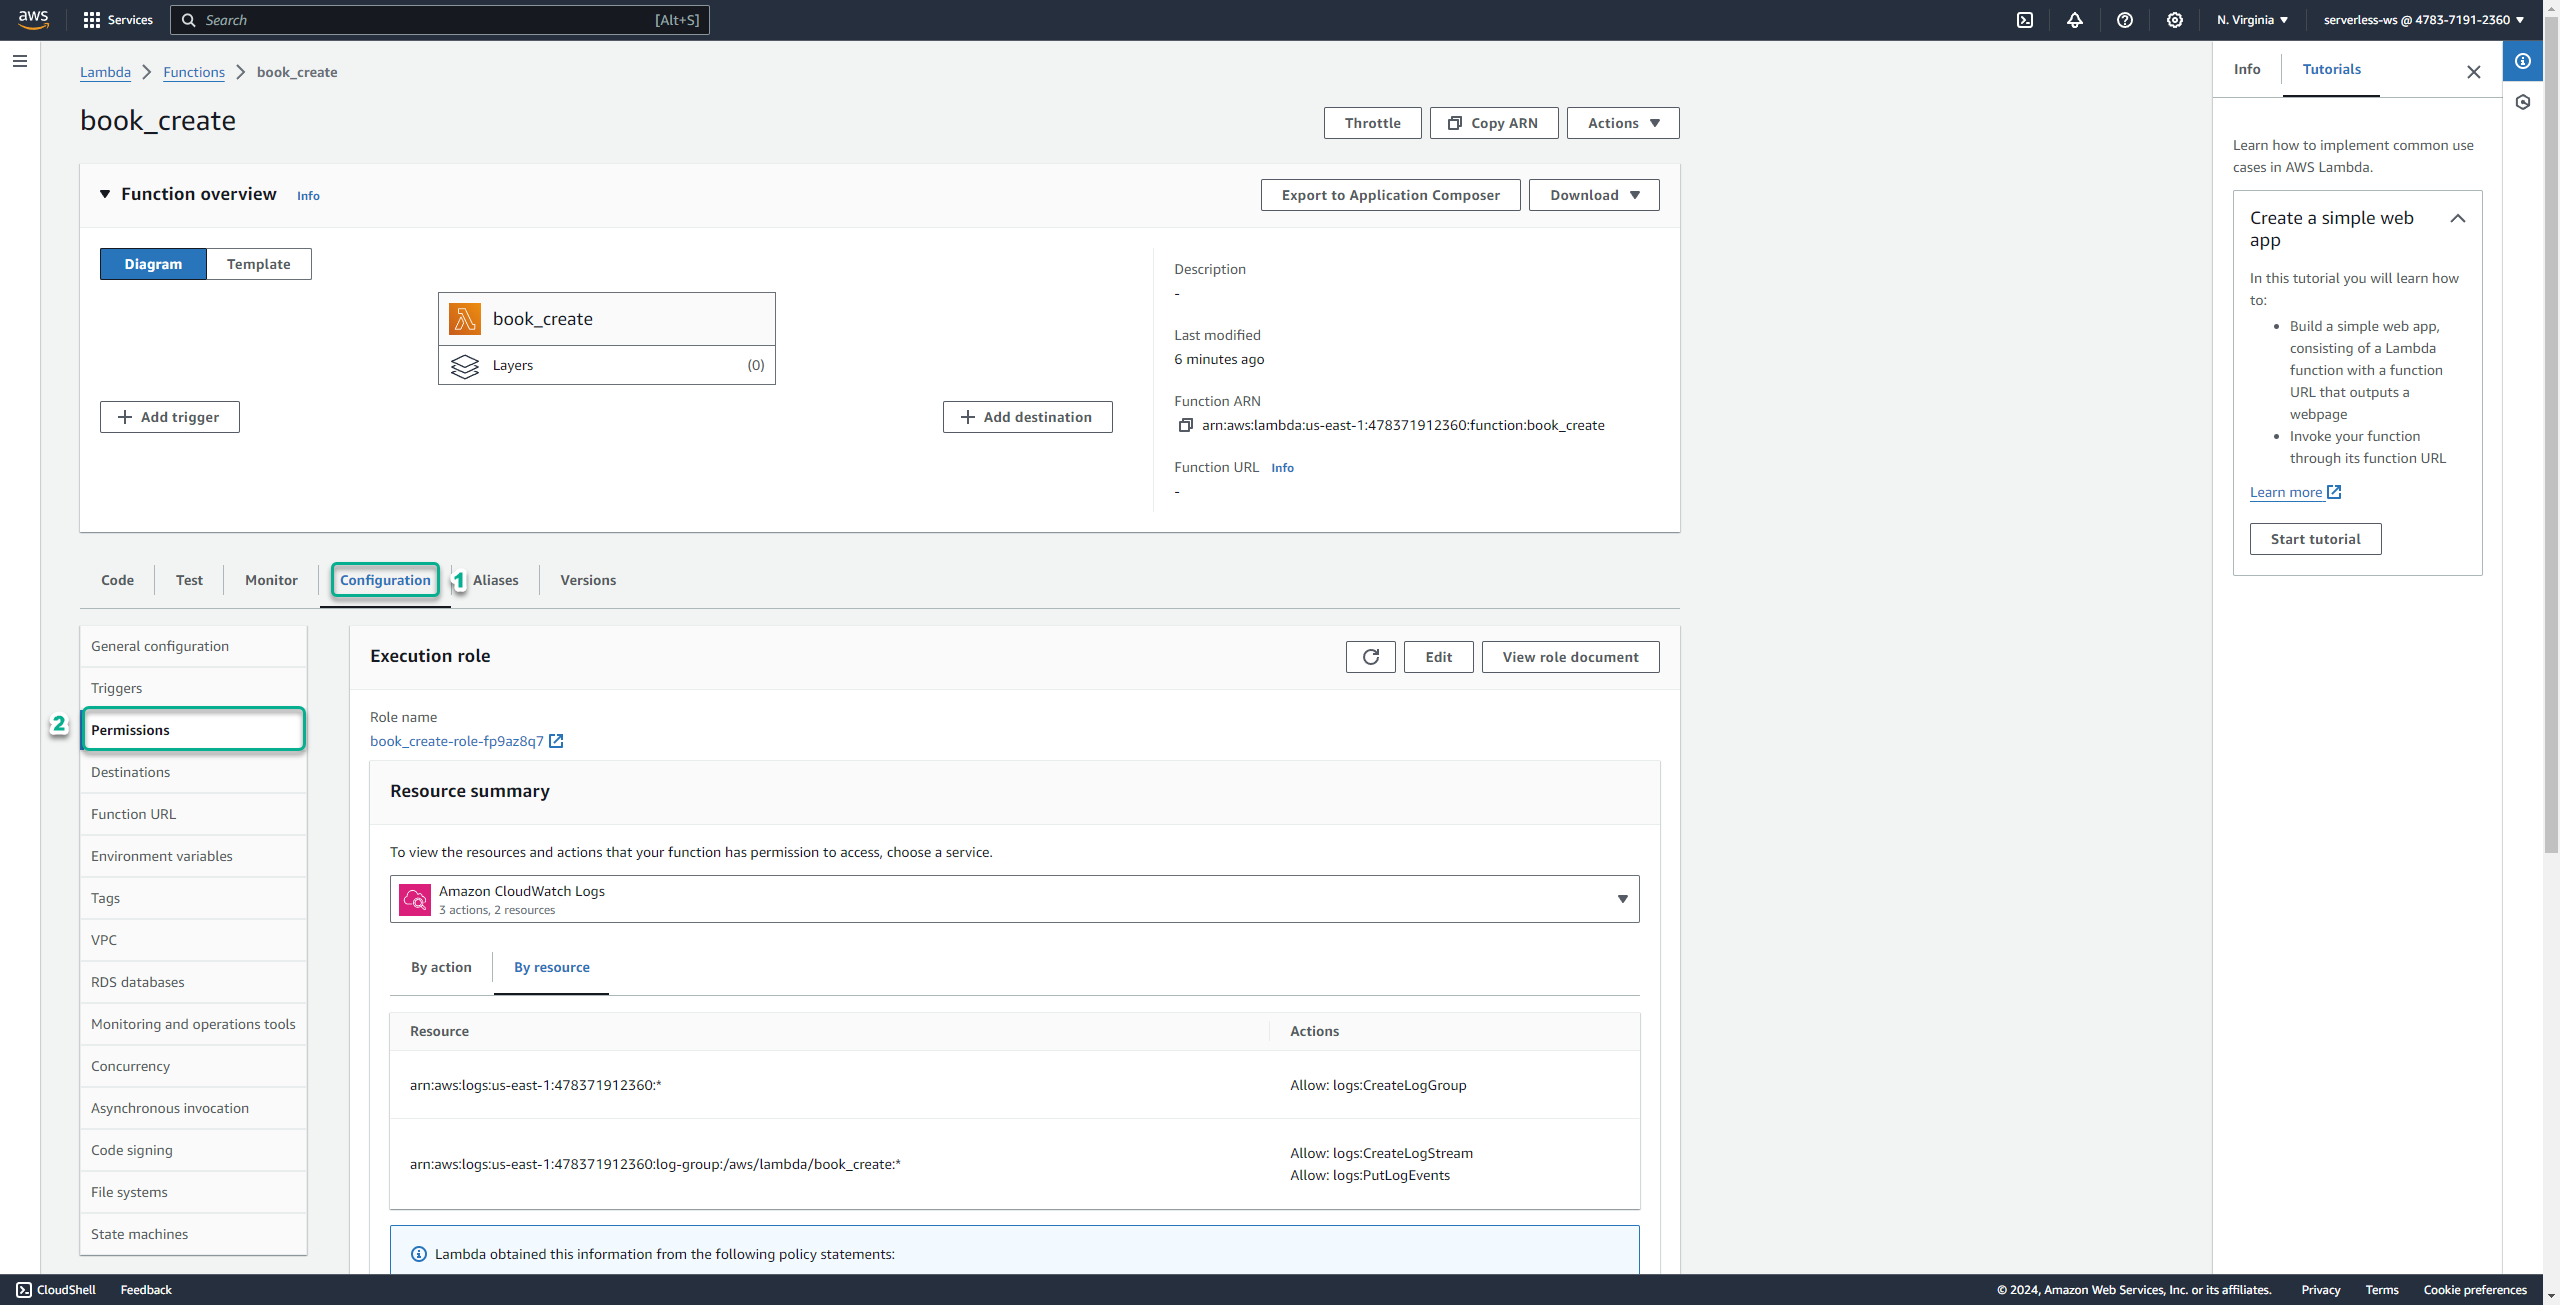 aws
Services
Search
[Alt+S]
N. Virginia
serverless-ws @ 4783-7191-2360
Lambda
Functions
book_create
book_create
Throttle
Copy ARN
Actions
Function overview
Info
Export to Application Composer
Download
Diagram
Template
book_create
Layers
(0)
Add trigger
Add destination
Description
-
Last modified
6 minutes ago
Function ARN
arn:aws:lambda:us-east-1:478371912360:function:book_create
Function URL
Info
-
Code
Test
Monitor
Configuration
1
Aliases
Versions
General configuration
Triggers
2
Permissions
Destinations
Function URL
Environment variables
Tags
VPC
RDS databases
Monitoring and operations tools
Concurrency
Asynchronous invocation
Code signing
File systems
State machines
Execution role
Edit
View role document
Role name
book_create-role-fp9az8q7
Resource summary
To view the resources and actions that your function has permission to access, choose a service.
Amazon CloudWatch Logs
3 actions, 2 resources
By action
By resource
Resource
Actions
arn:aws:logs:us-east-1:478371912360:*
Allow: logs:CreateLogGroup
arn:aws:logs:us-east-1:478371912360:log-group:/aws/lambda/book_create:*
Allow: logs:CreateLogStream
Allow: logs:PutLogEvents
Lambda obtained this information from the following policy statements:
Info
Tutorials
Learn how to implement common use
cases in AWS Lambda.
Create a simple web
app
In this tutorial you will learn how
to:
• Build a simple web app,
consisting of a Lambda
function with a function
URL that outputs a
webpage
• Invoke your function
through its function URL
Learn more
Start tutorial
CloudShell
Feedback
© 2024, Amazon Web Services, Inc. or its affiliates.
Privacy
Terms
Cookie preferences